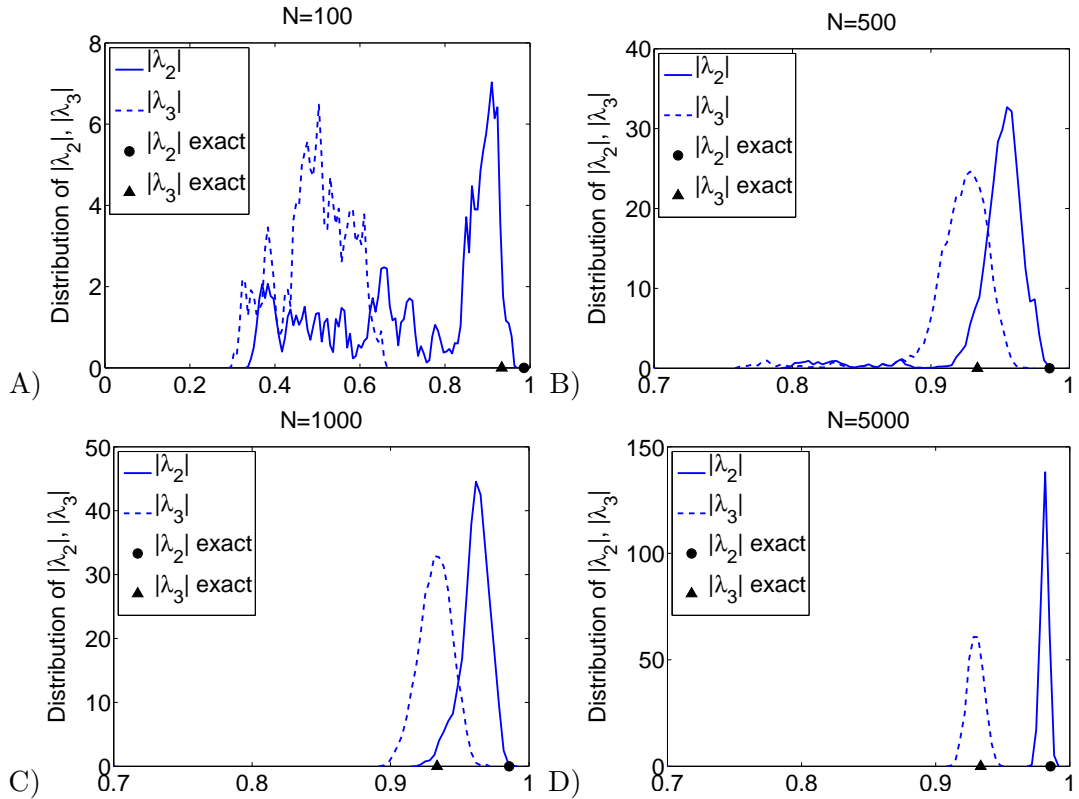 N=100
Distribution of |λ2|, |λ3|
8
6
4
2
0
|λ2|
|λ3|
|λ2| exact
|λ3| exact
0 0.2 0.4 0.6 0.8 1
A)
N=500
Distribution of |λ2|, |λ3|
40
30
20
10
0
|λ2|
|λ3|
|λ2| exact
|λ3| exact
0.7 0.8 0.9 1
B)
N=1000
Distribution of |λ2|, |λ3|
50
40
30
20
10
0
|λ2|
|λ3|
|λ2| exact
|λ3| exact
0.7 0.8 0.9 1
C)
N=5000
Distribution of |λ2|, |λ3|
150
100
50
0
|λ2|
|λ3|
|λ2| exact
|λ3| exact
0.7 0.8 0.9 1
D)